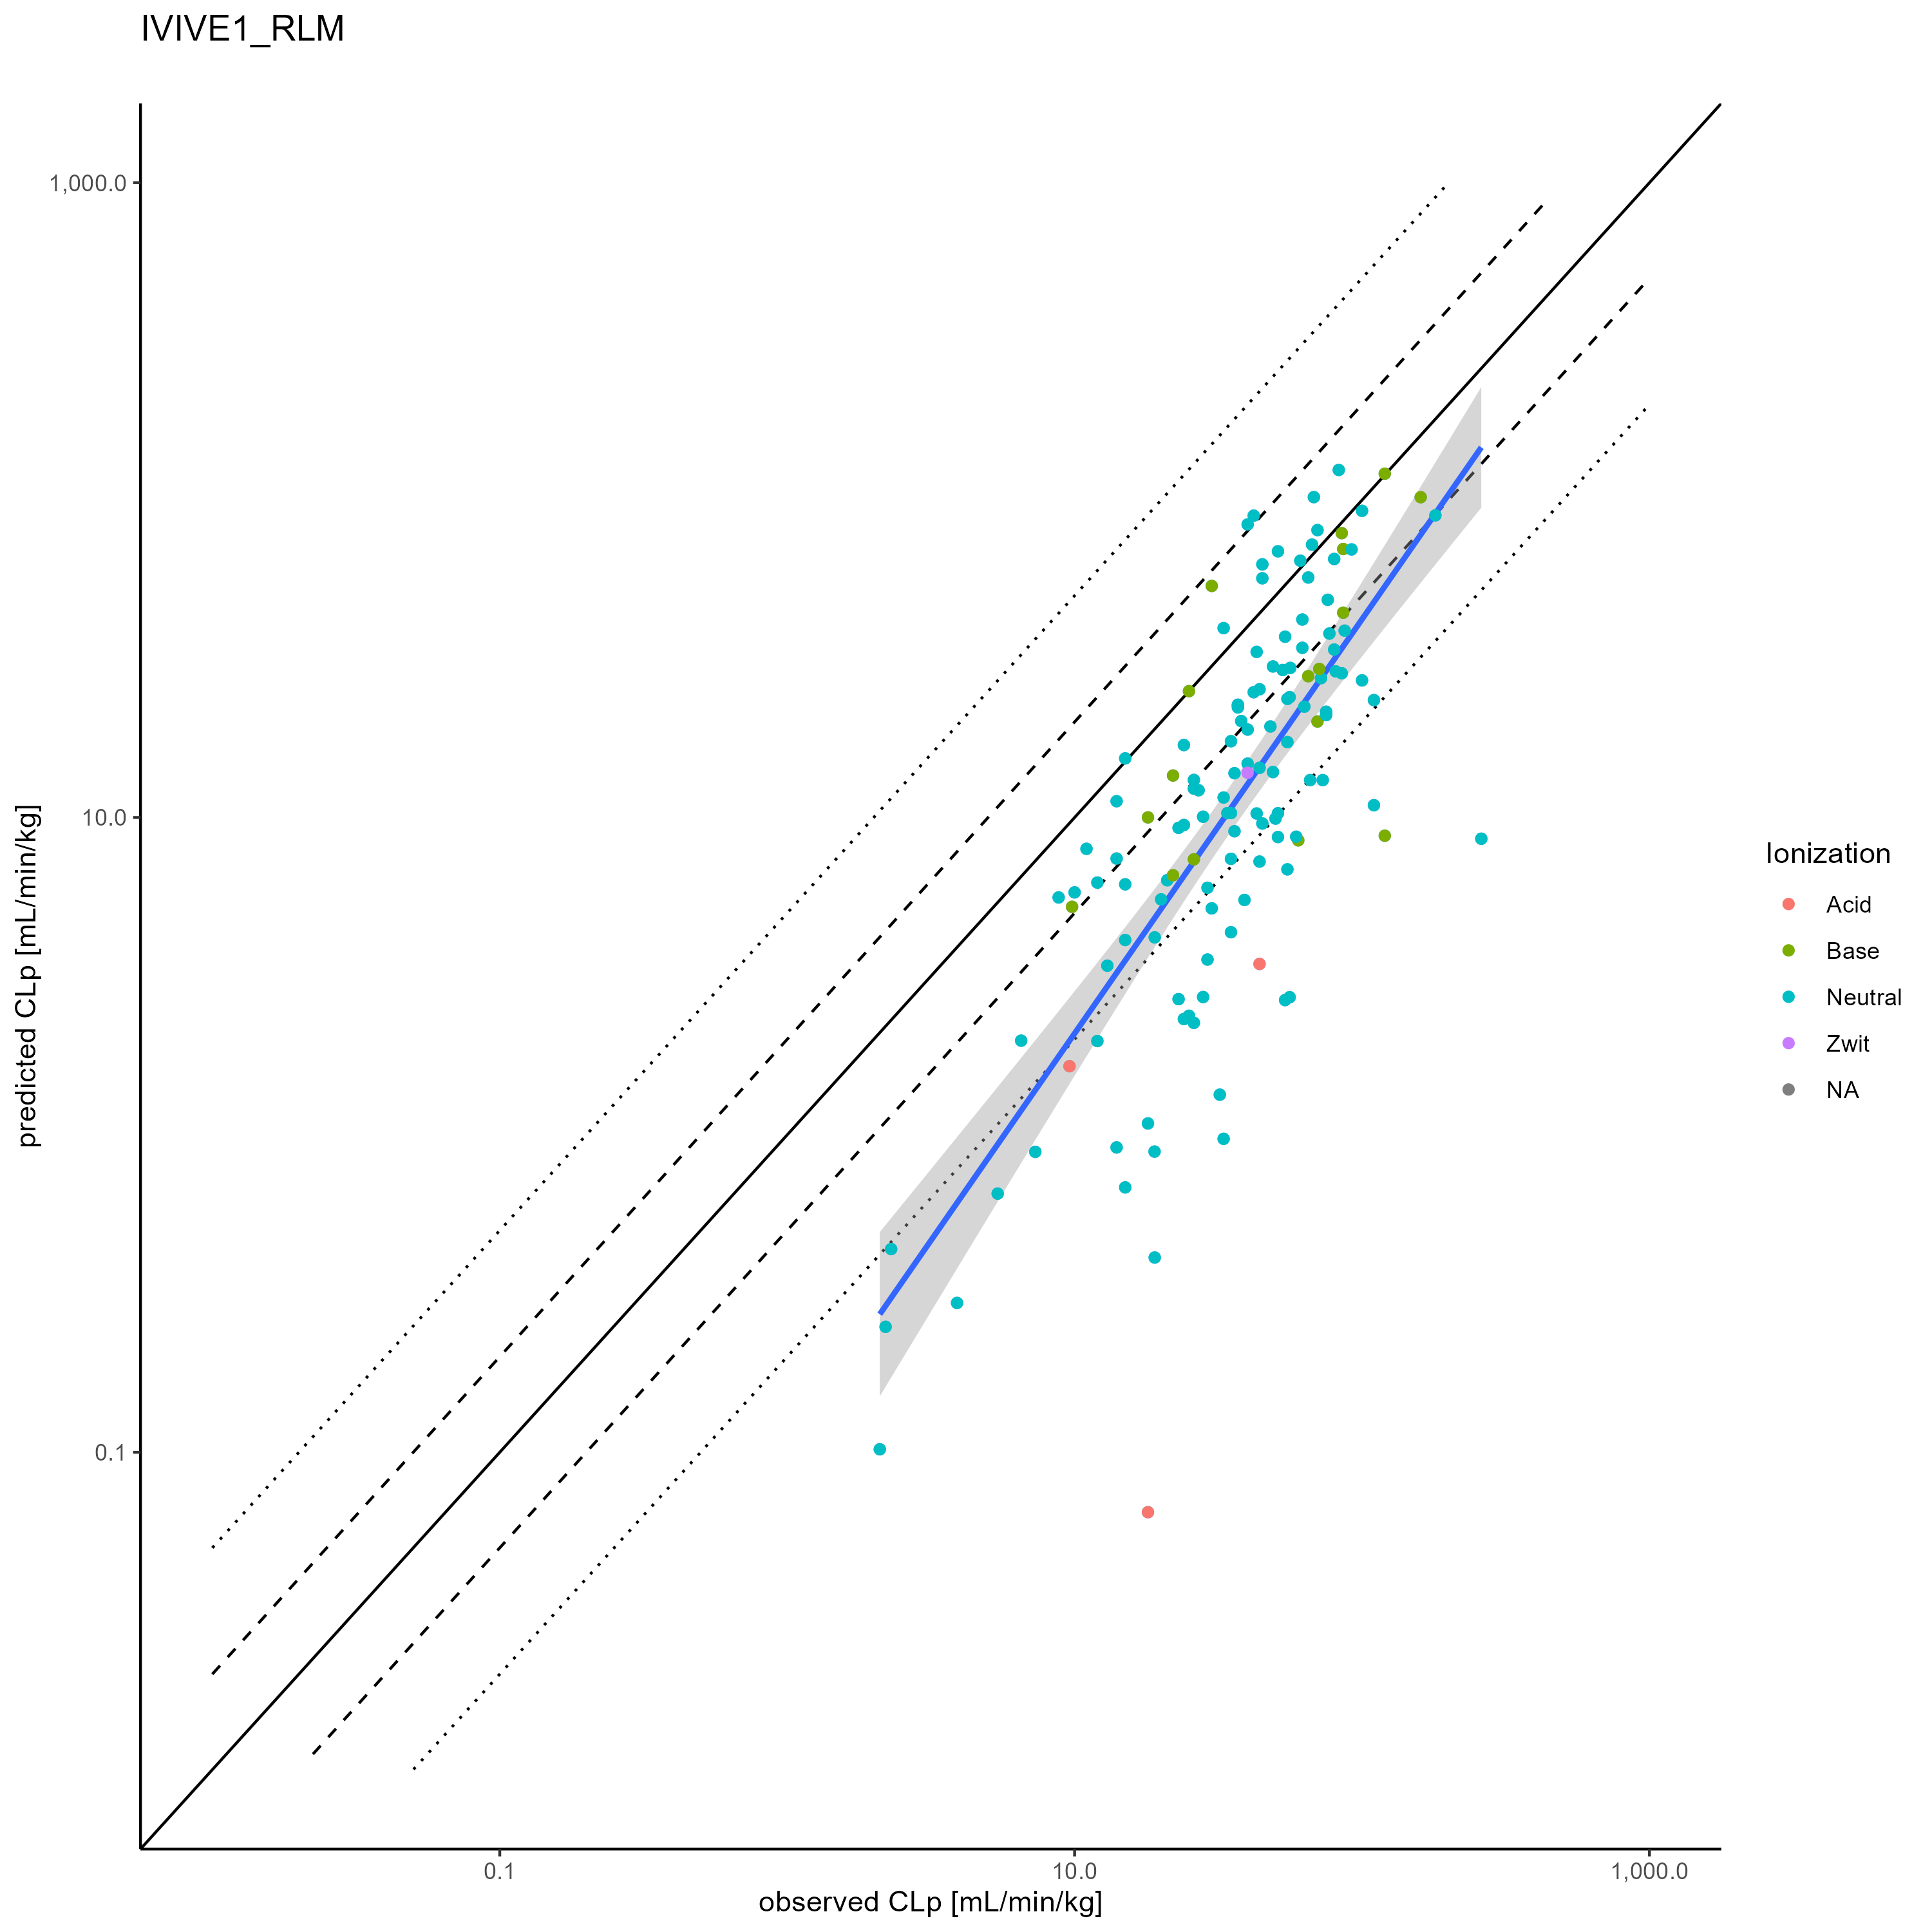 IVIVE1_RLM
1,000.0
10.0
0.1
predicted CLp [mL/min/kg]
0.1
10.0
1,000.0
observed CLp [mL/min/kg]
Ionization
Acid
Base
Neutral
Zwit
NA